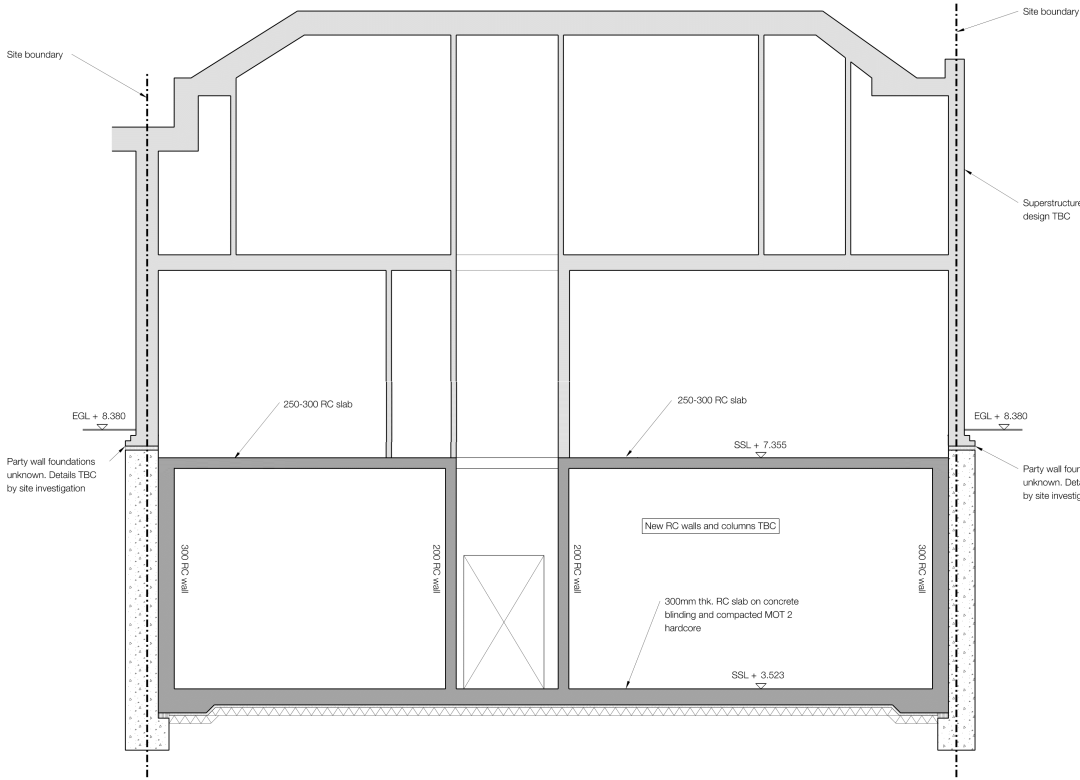 Site boundary
Site boundary
Superstructure
design TBC
250-300 RC slab
250-300 RC slab
EGL + 8.380
EGL + 8.380
SSL + 7.355
Party wall foundations
unknown. Details TBC
by site investigation
Party wall foun
unknown. Deta
by site investig
New RC walls and columns TBC
300 RC wall
200 RC wall
200 RC wall
300 RC wall
300mm thk. RC slab on concrete
blinding and compacted MOT 2
hardcore
SSL + 3.523